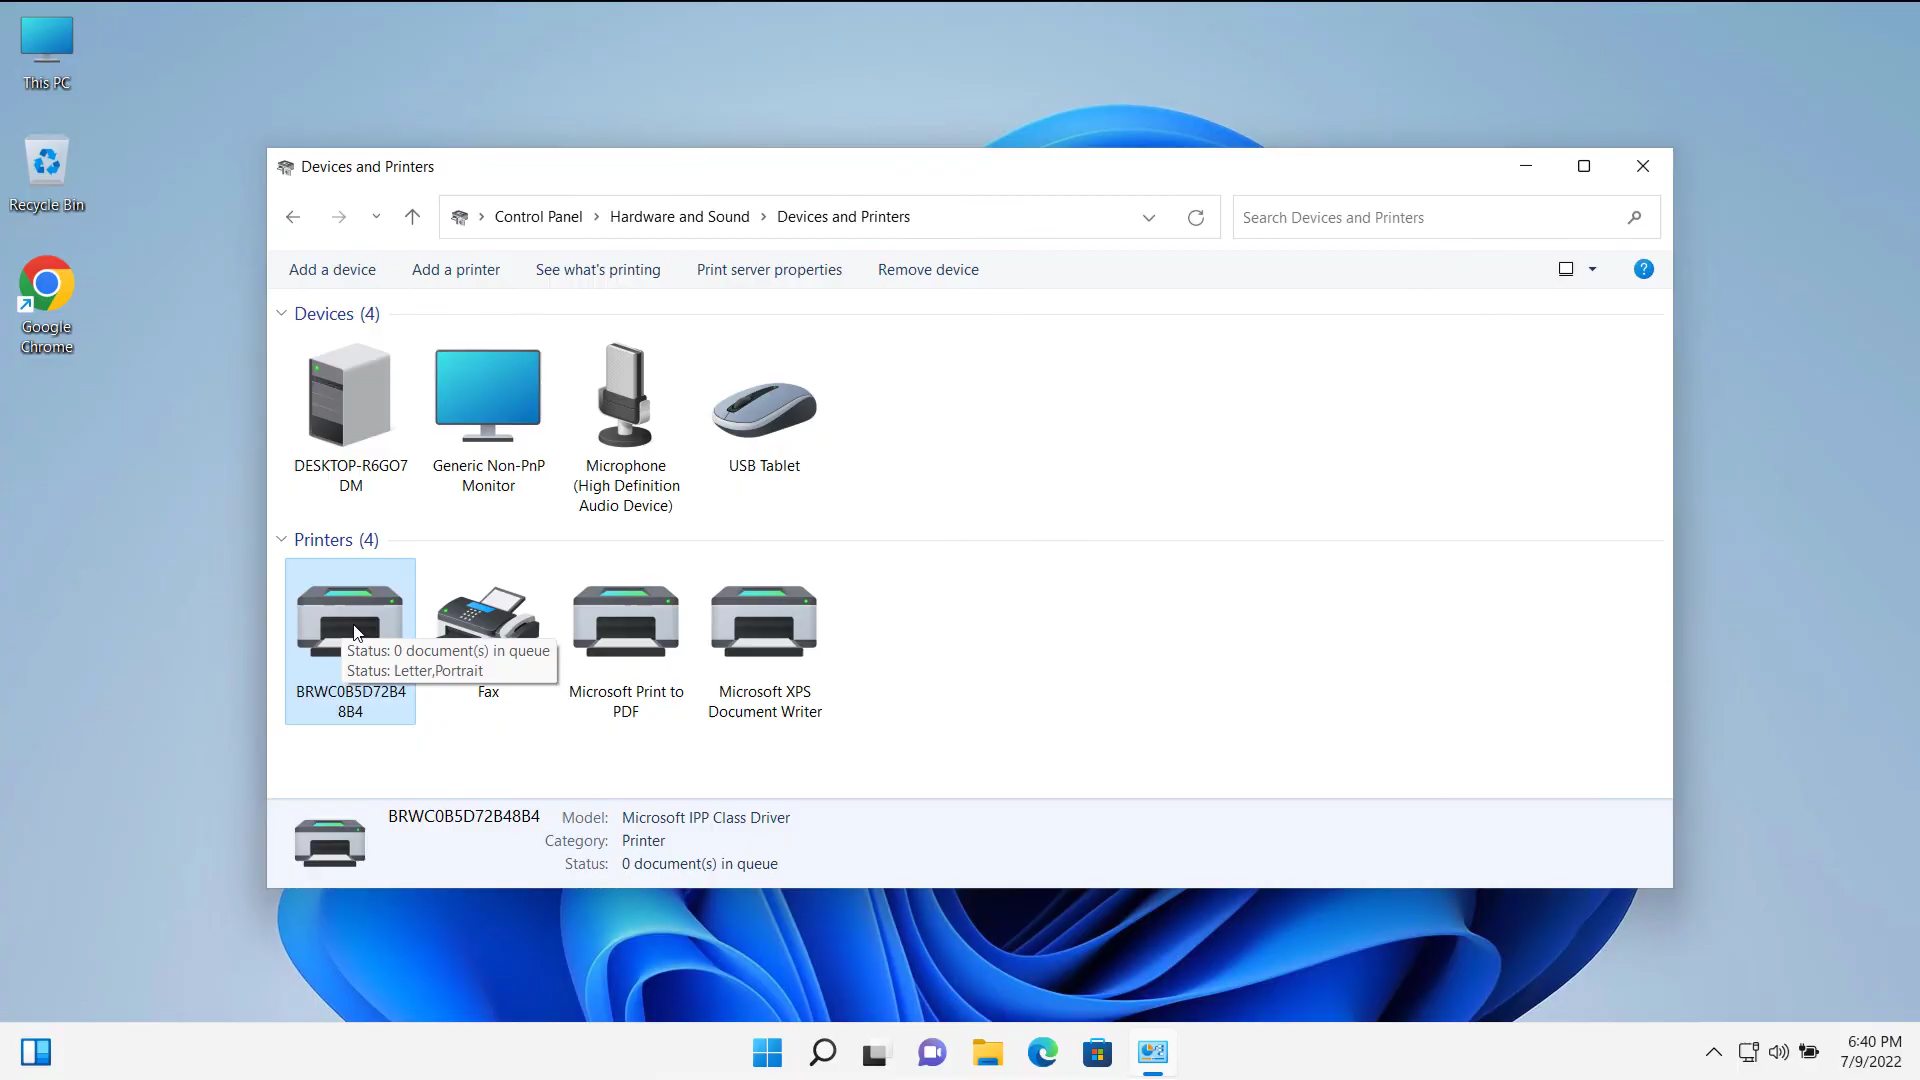 This PC
Recycle Bin
Google
Chrome
Devices and Printers
Control Panel > Hardware and Sound > Devices and Printers
Search Devices and Printers
Add a device
Add a printer
See what's printing
Print server properties
Remove device
?
Devices (4)
DESKTOP-R6GO7
DM
Generic Non-PnP
Monitor
Microphone
(High Definition
Audio Device)
USB Tablet
Printers (4)
Status: 0 document(s) in queue
Status: Letter,Portrait
BRWC0B5D72B4
8B4
Fax
Microsoft Print to
PDF
Microsoft XPS
Document Writer
BRWC0B5D72B48B4
Model: Microsoft IPP Class Driver
Category: Printer
Status: 0 document(s) in queue
6:40 PM
7/9/2022